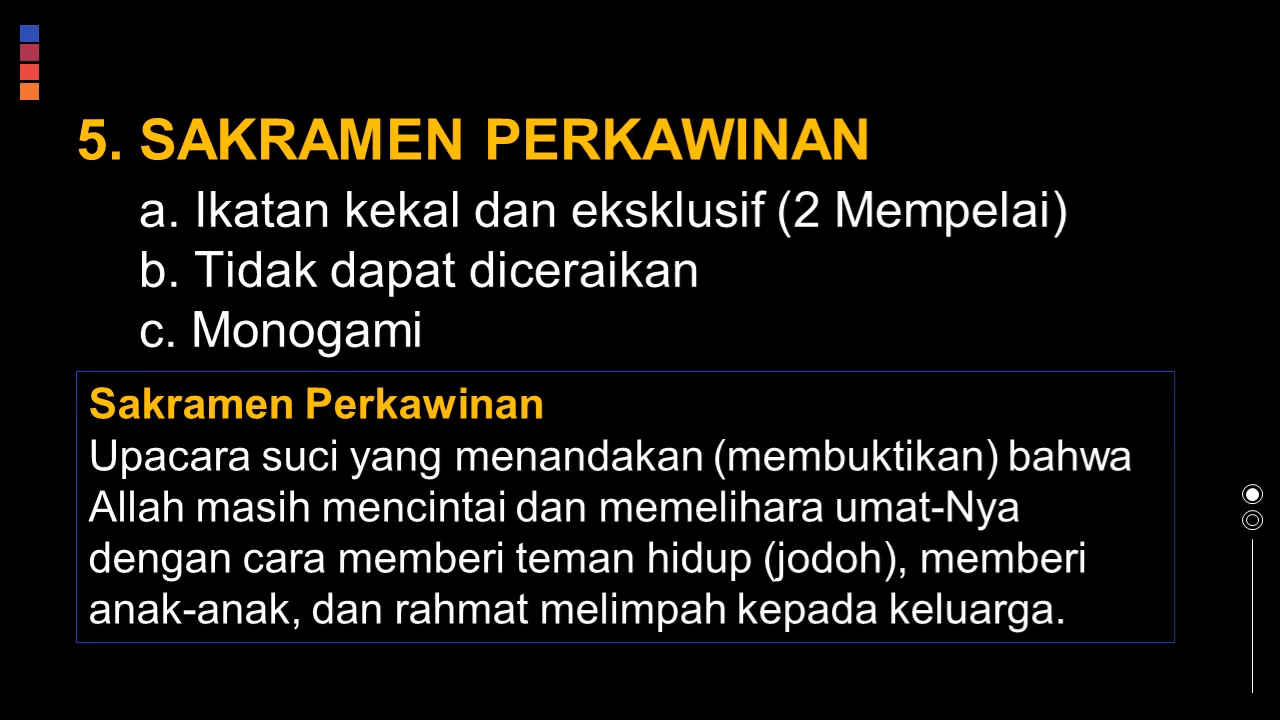 5. SAKRAMEN PERKAWINAN
a. Ikatan kekal dan eksklusif (2 Mempelai)
b. Tidak dapat diceraikan
c. Monogami
Sakramen Perkawinan
Upacara suci yang menandakan (membuktikan) bahwa
Allah masih mencintai dan memelihara umat-Nya
dengan cara memberi teman hidup (jodoh), memberi
anak-anak, dan rahmat melimpah kepada keluarga.